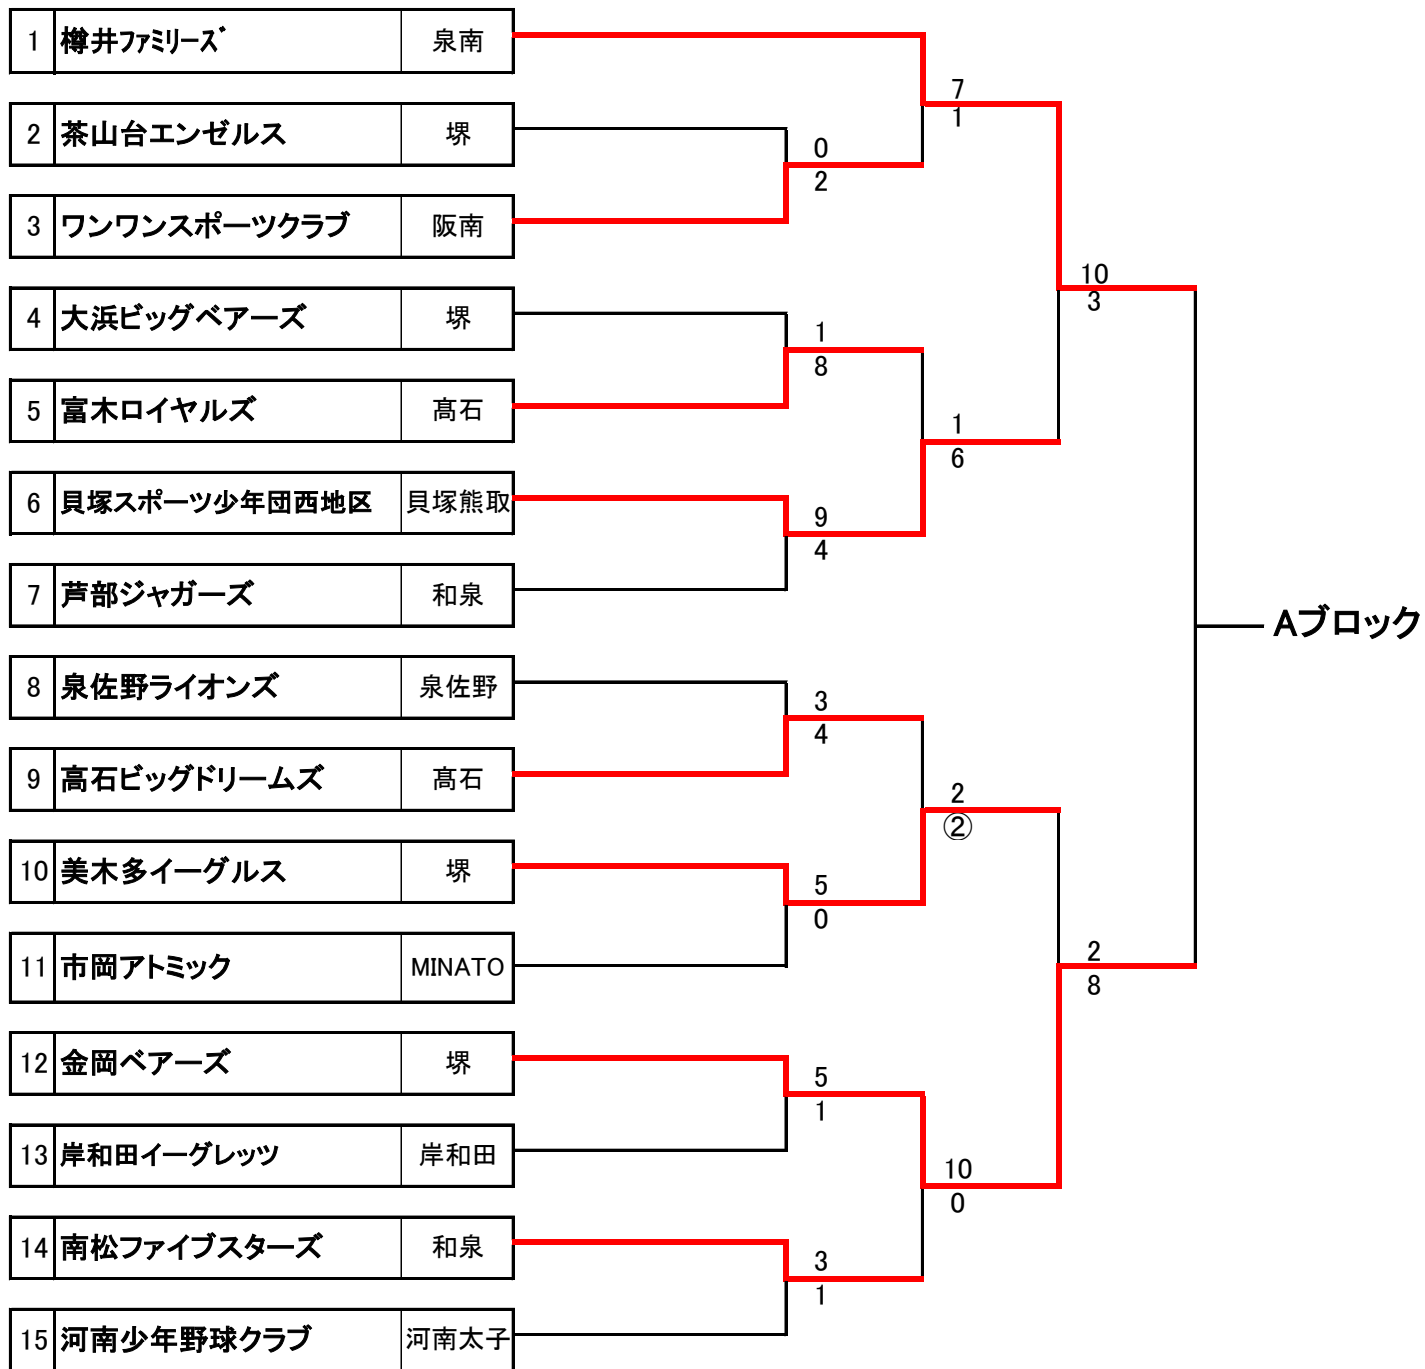 1 樽井ファミリーズ 泉南
7
1
2 茶山台エンゼルス 堺
0
2
3 ワンワンスポーツクラブ 阪南
10
3
4 大浜ビッグベアーズ 堺
1
8
5 富木ロイヤルズ 髙石
1
6
6 貝塚スポーツ少年団西地区 貝塚熊取
9
4
7 芦部ジャガーズ 和泉
Aブロック
8 泉佐野ライオンズ 泉佐野
3
4
9 高石ビッグドリームズ 髙石
2
②
10 美木多イーグルス 堺
5
0
11 市岡アトミック MINATO
2
8
12 金岡ベアーズ 堺
5
1
13 岸和田イーグレッツ 岸和田
10
0
14 南松ファイブスターズ 和泉
3
1
15 河南少年野球クラブ 河南太子